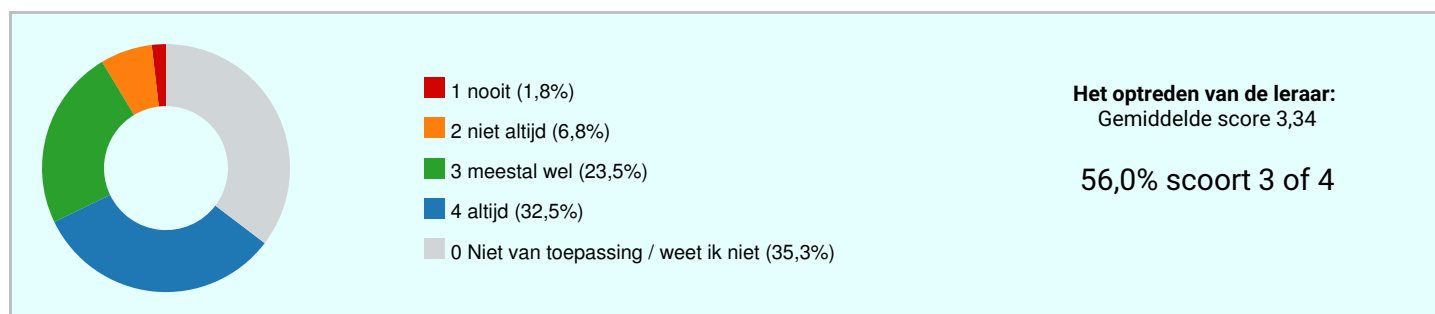 1 nooit (1,8%)
2 niet altijd (6,8%)
3 meestal wel (23,5%)
4 altijd (32,5%)
0 Niet van toepassing / weet ik niet (35,3%)
Het optreden van de leraar:
Gemiddelde score 3,34
56,0% scoort 3 of 4